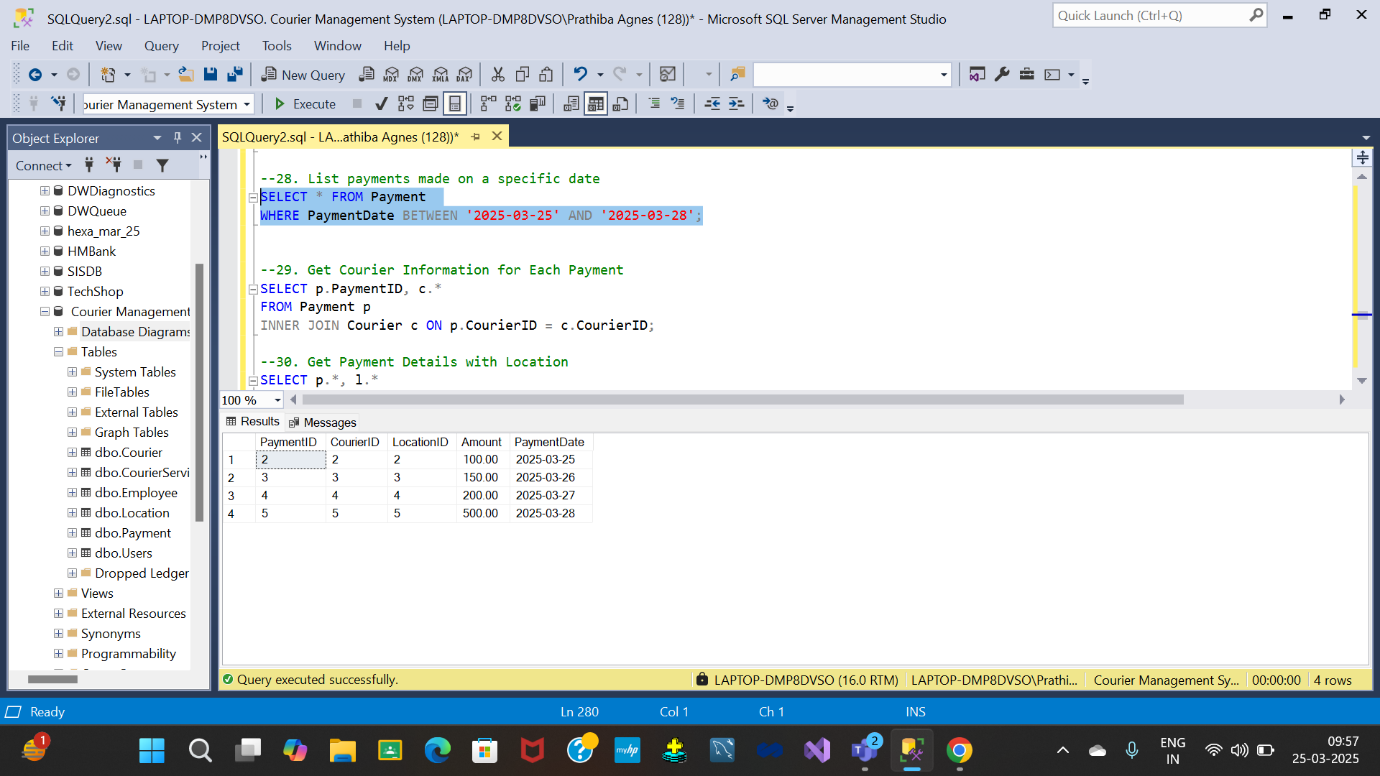 SQLQuery2.sql - LAPTOP-DMP8DVSO. Courier Management System (LAPTOP-DMP8DVSO\Prathiba Agnes (128))* - Microsoft SQL Server Management Studio
Quick Launch (Ctrl+Q)
File Edit View Query Project Tools Window Help
New Query
MDX DMX XMLA DAX
ourier Management System
Execute
Object Explorer
SQLQuery2.sql - LA...athiba Agnes (128))*
Connect
DWDiagnostics
DWQueue
hexa_mar_25
HMBank
SISDB
TechShop
Courier Management
Database Diagrams
Tables
System Tables
FileTables
External Tables
Graph Tables
dbo.Courier
dbo.CourierServi
dbo.Employee
dbo.Location
dbo.Payment
dbo.Users
Dropped Ledger
Views
External Resources
Synonyms
Programmability
--28. List payments made on a specific date
SELECT * FROM Payment
WHERE PaymentDate BETWEEN '2025-03-25' AND '2025-03-28';
--29. Get Courier Information for Each Payment
SELECT p.PaymentID, c.*
FROM Payment p
INNER JOIN Courier c ON p.CourierID = c.CourierID;
--30. Get Payment Details with Location
SELECT p.*, l.*
100 %
Results Messages
PaymentID CourierID LocationID Amount PaymentDate
1 2 2 2 100.00 2025-03-25
2 3 3 3 150.00 2025-03-26
3 4 4 4 200.00 2025-03-27
4 5 5 5 500.00 2025-03-28
Query executed successfully.
LAPTOP-DMP8DVSO (16.0 RTM) LAPTOP-DMP8DVSO\Prathi... Courier Management Sy... 00:00:00 4 rows
Ready Ln 280 Col 1 Ch 1 INS
1
myhp
2
ENG
IN
09:57
25-03-2025